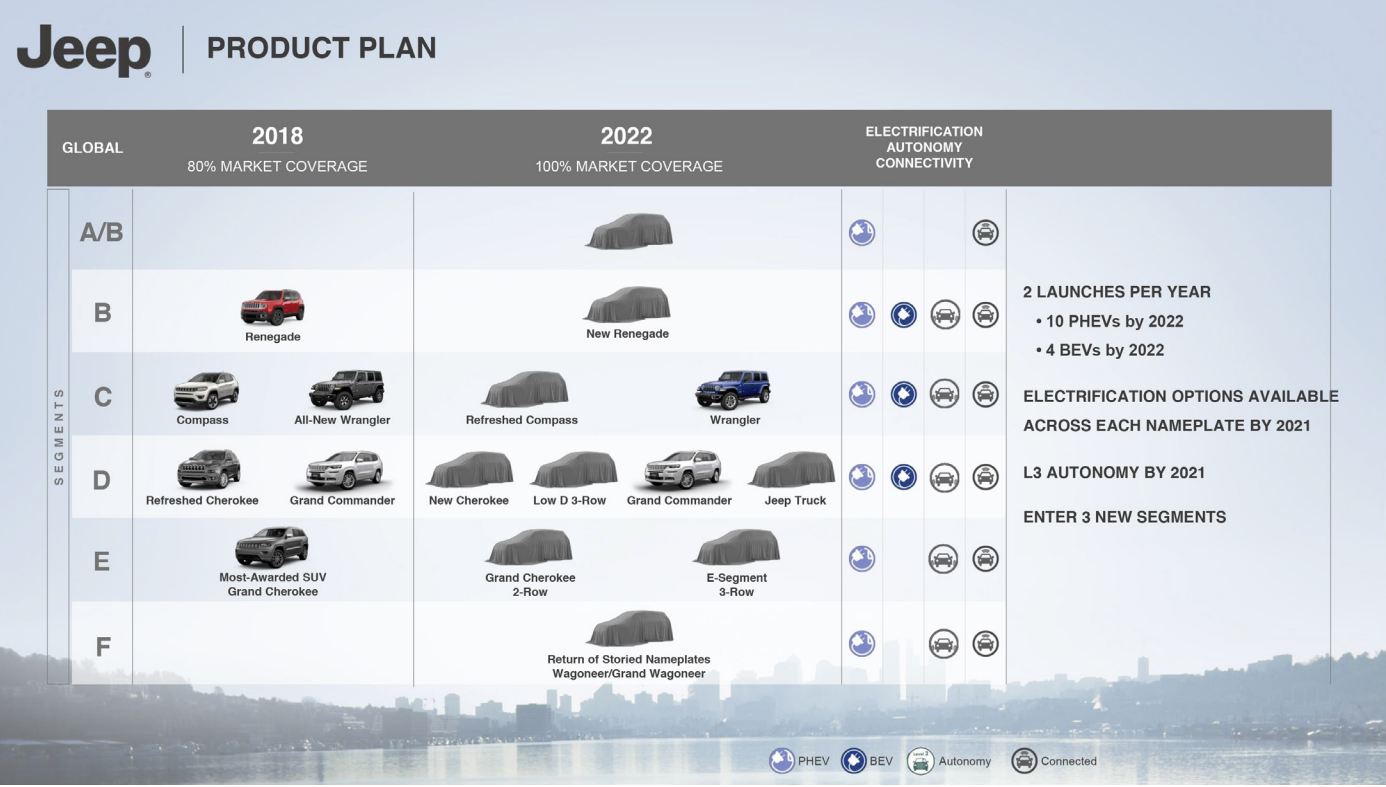 Jeep®
PRODUCT PLAN
GLOBAL
2018
80% MARKET COVERAGE
2022
100% MARKET COVERAGE
ELECTRIFICATION
AUTONOMY
CONNECTIVITY
SEGMENTS
A/B
B
Renegade
New Renegade
C
Compass
All-New Wrangler
Refreshed Compass
Wrangler
D
Refreshed Cherokee
Grand Commander
New Cherokee
Low D 3-Row
Grand Commander
Jeep Truck
E
Most-Awarded SUV
Grand Cherokee
Grand Cherokee
2-Row
E-Segment
3-Row
F
Return of Storied Nameplates
Wagoneer/Grand Wagoneer
2 LAUNCHES PER YEAR
• 10 PHEVs by 2022
• 4 BEVs by 2022
ELECTRIFICATION OPTIONS AVAILABLE
ACROSS EACH NAMEPLATE BY 2021
L3 AUTONOMY BY 2021
ENTER 3 NEW SEGMENTS
PHEV
BEV
Level 3
Autonomy
Connected